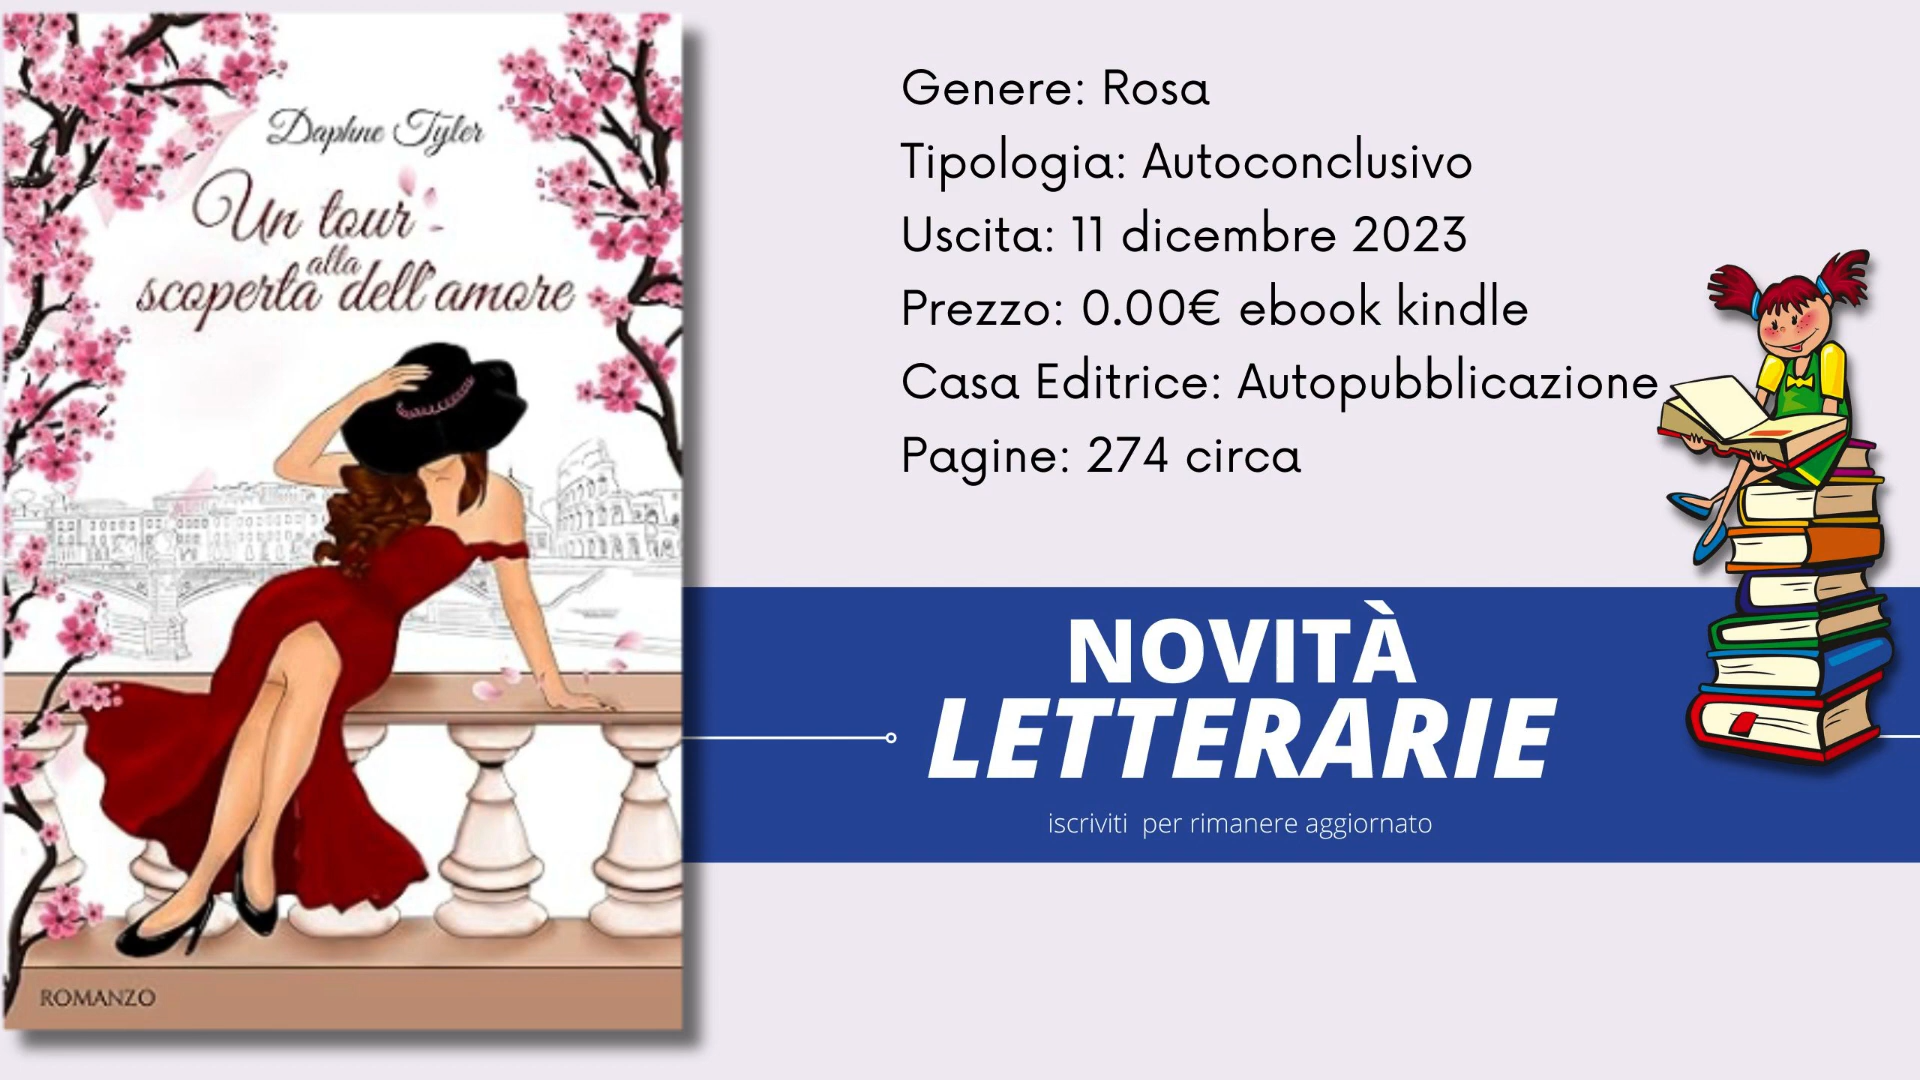 Daphne Tyler
Un tour -
alla
scoperta dell'amore
ROMANZO
Genere: Rosa
Tipologia: Autoconclusivo
Uscita: 11 dicembre 2023
Prezzo: 0.00€ ebook kindle
Casa Editrice: Autopubblicazione
Pagine: 274 circa
NOVITÀ
LETTERARIE
iscriviti per rimanere aggiornato